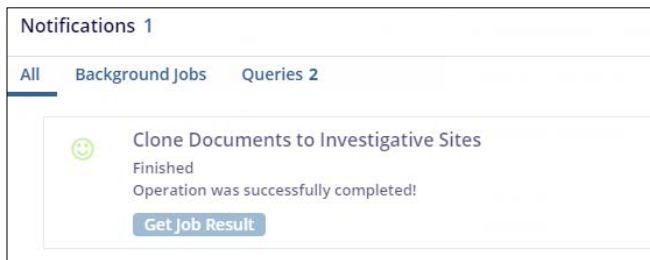 Notifications 1
All Background Jobs Queries 2
Clone Documents to Investigative Sites
Finished
Operation was successfully completed!
Get Job Result